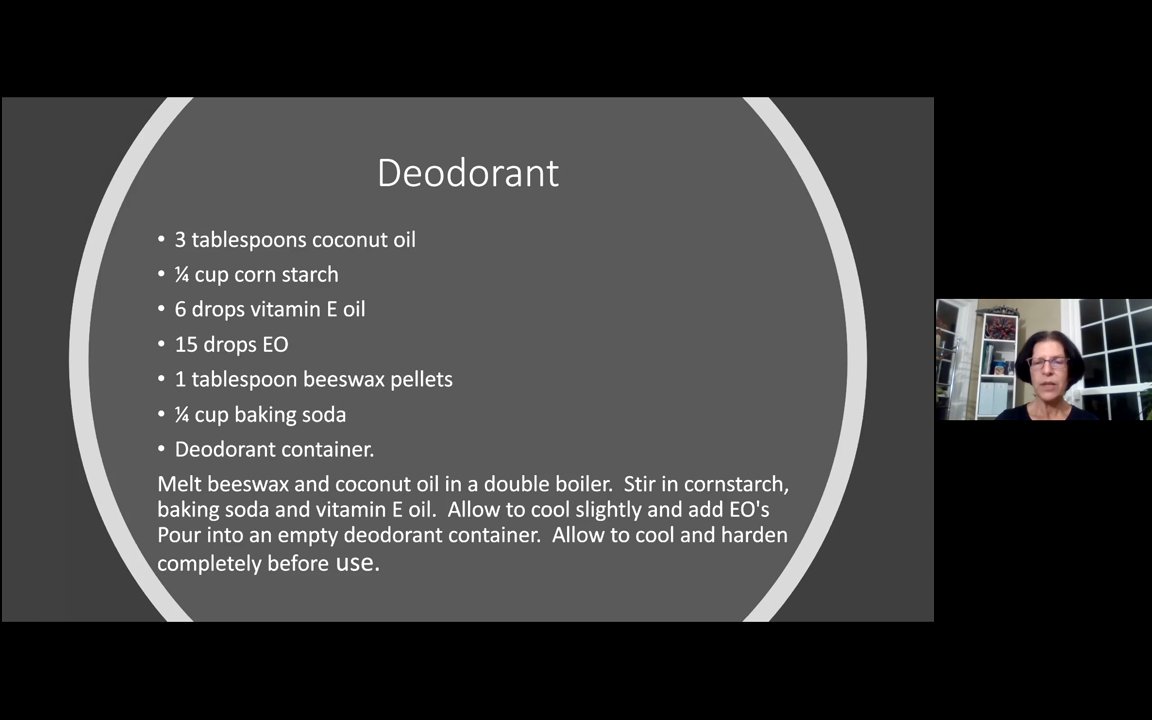 Deodorant
• 3 tablespoons coconut oil
• ¼ cup corn starch
• 6 drops vitamin E oil
• 15 drops EO
• 1 tablespoon beeswax pellets
• ¼ cup baking soda
• Deodorant container.
Melt beeswax and coconut oil in a double boiler.  Stir in cornstarch,
baking soda and vitamin E oil.  Allow to cool slightly and add EO's
Pour into an empty deodorant container.  Allow to cool and harden
completely before use.